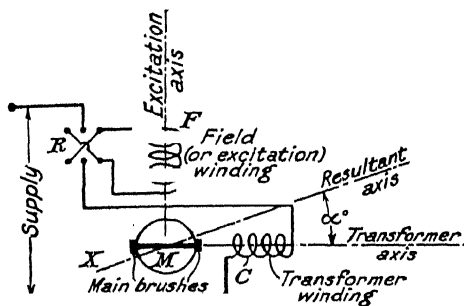 Excitation
axis
F
R
Field
(or excitation)
winding
Resultant
axis
Supply
α°
Transformer
axis
X
M
C
Main brushes
Transformer
winding